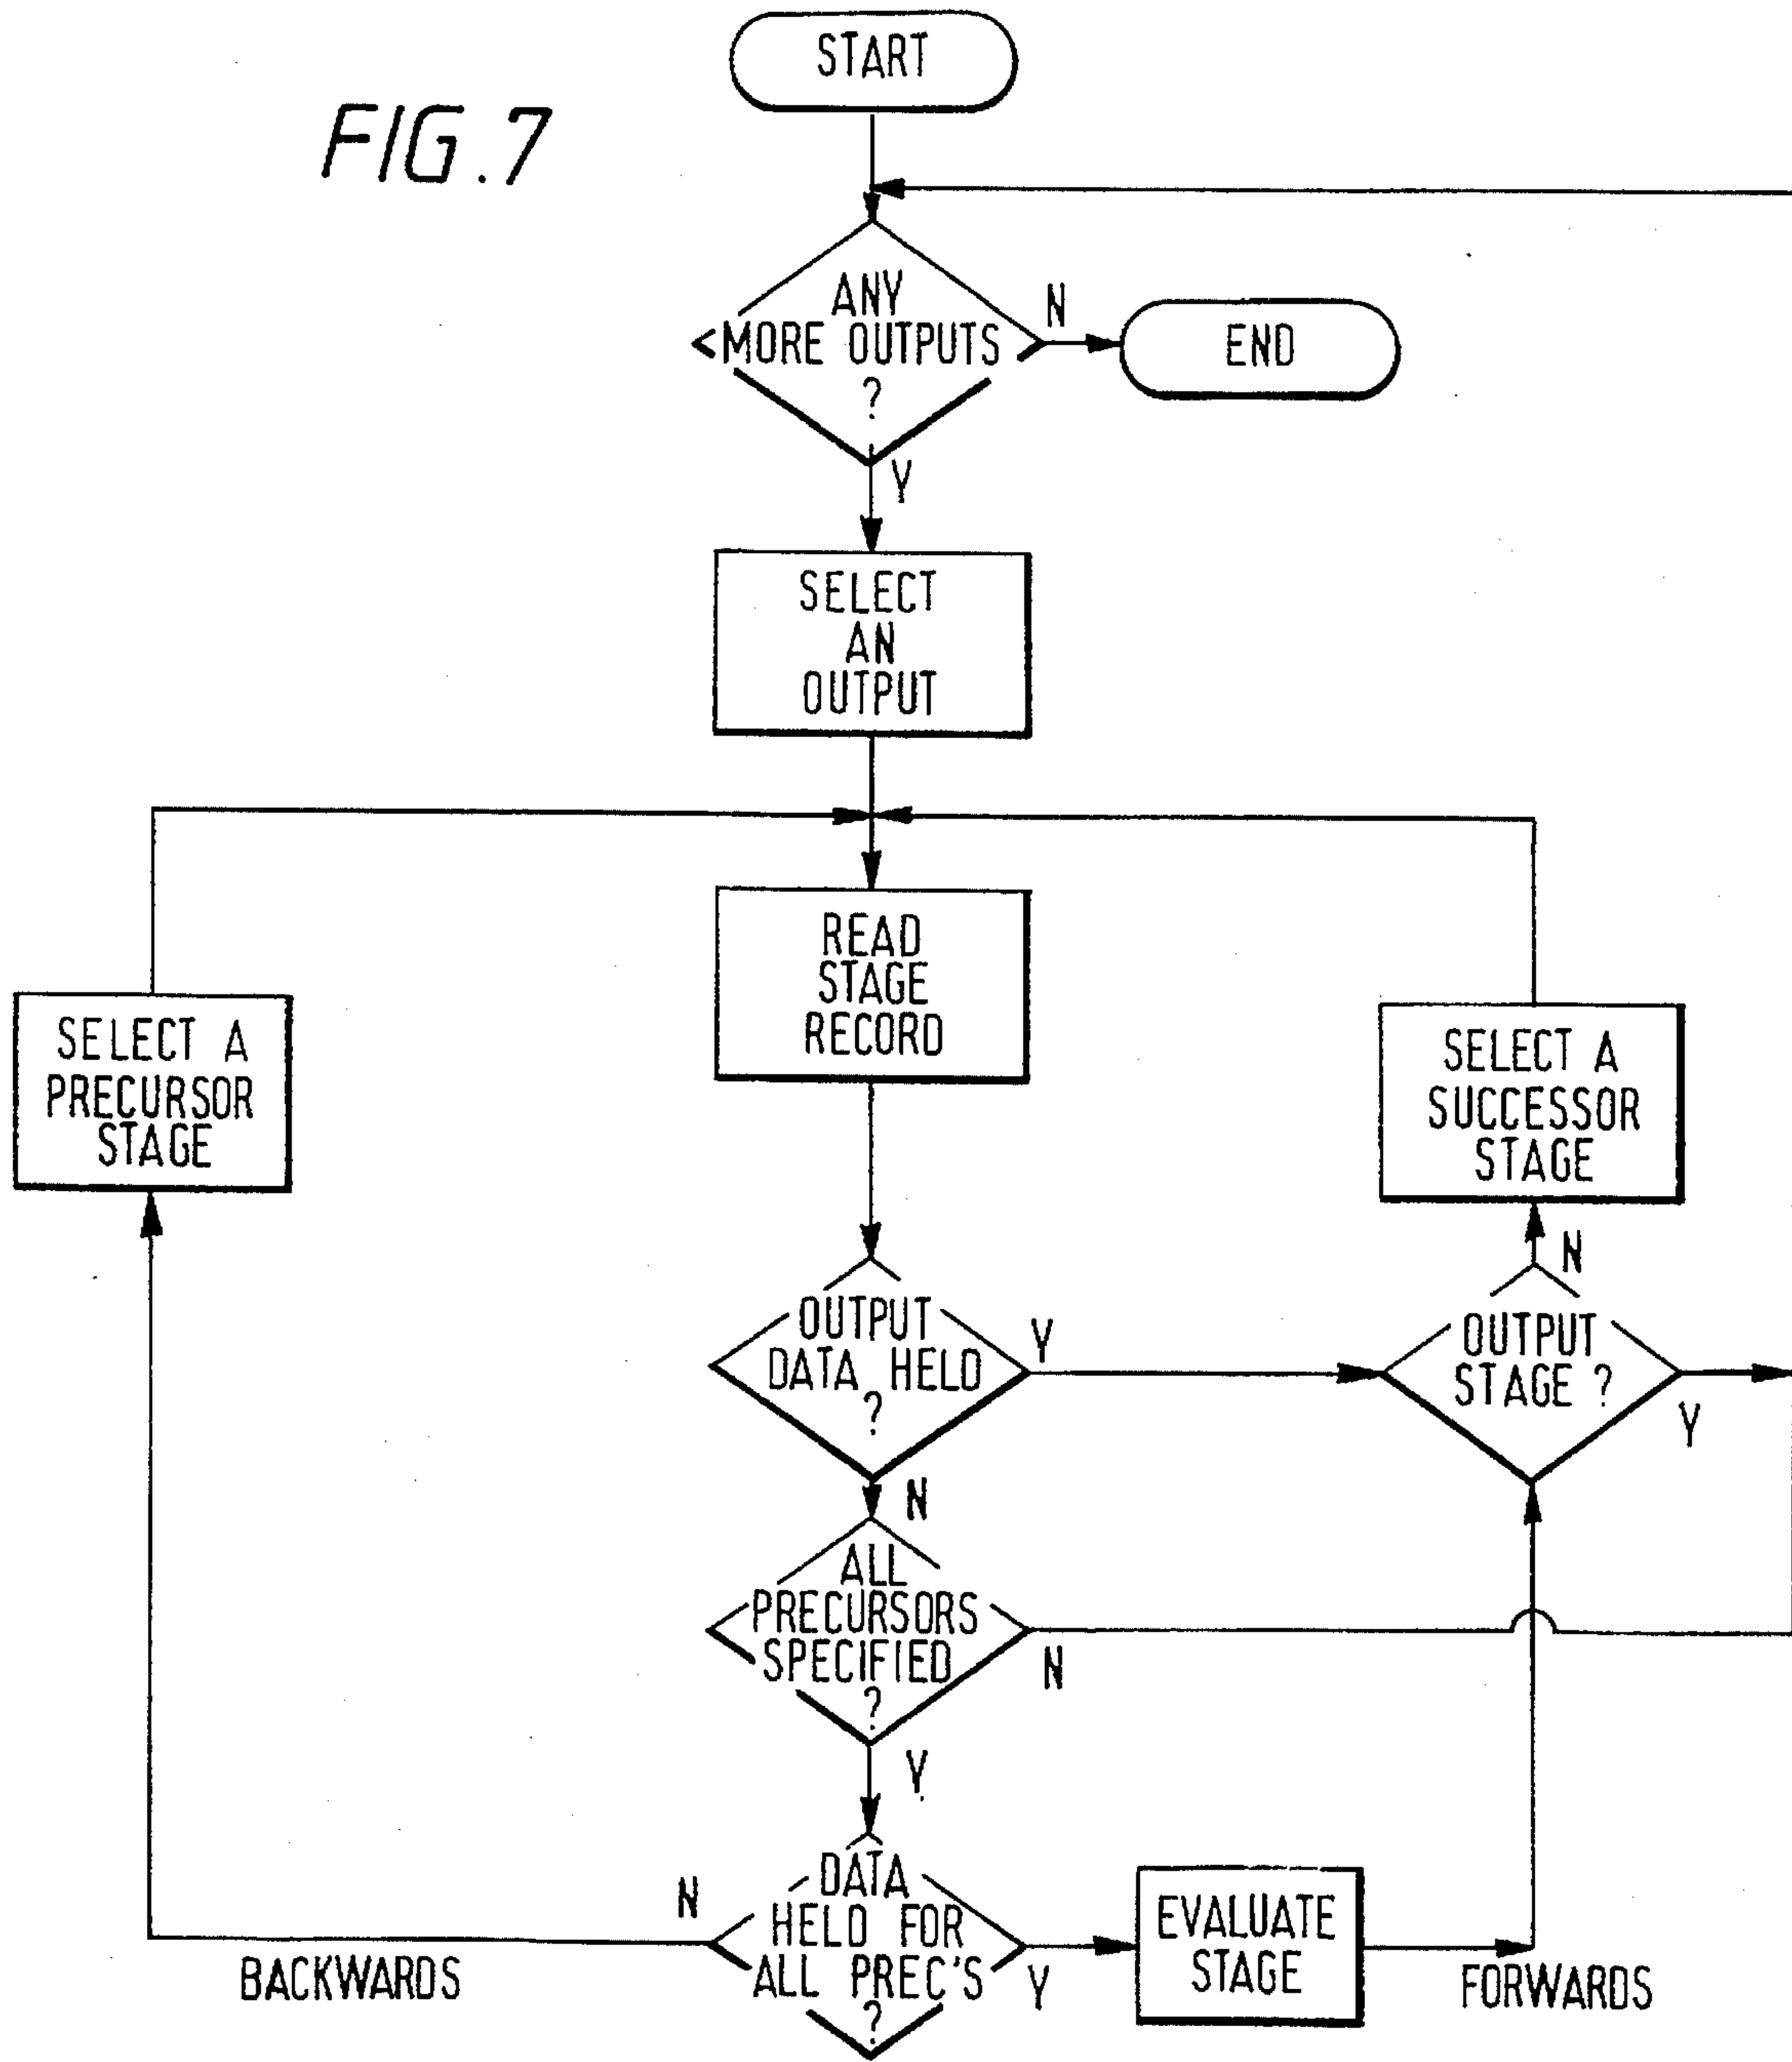 FIG. 7
START
ANY
MORE OUTPUTS
?
N
END
Y
SELECT
AN
OUTPUT
READ
STAGE
RECORD
SELECT A
PRECURSOR
STAGE
SELECT A
SUCCESSOR
STAGE
N
OUTPUT
DATA HELD
?
Y
OUTPUT
STAGE ?
Y
N
ALL
PRECURSORS
SPECIFIED
?
N
Y
DATA
HELD FOR
ALL PREC'S
?
N
BACKWARDS
Y
EVALUATE
STAGE
FORWARDS